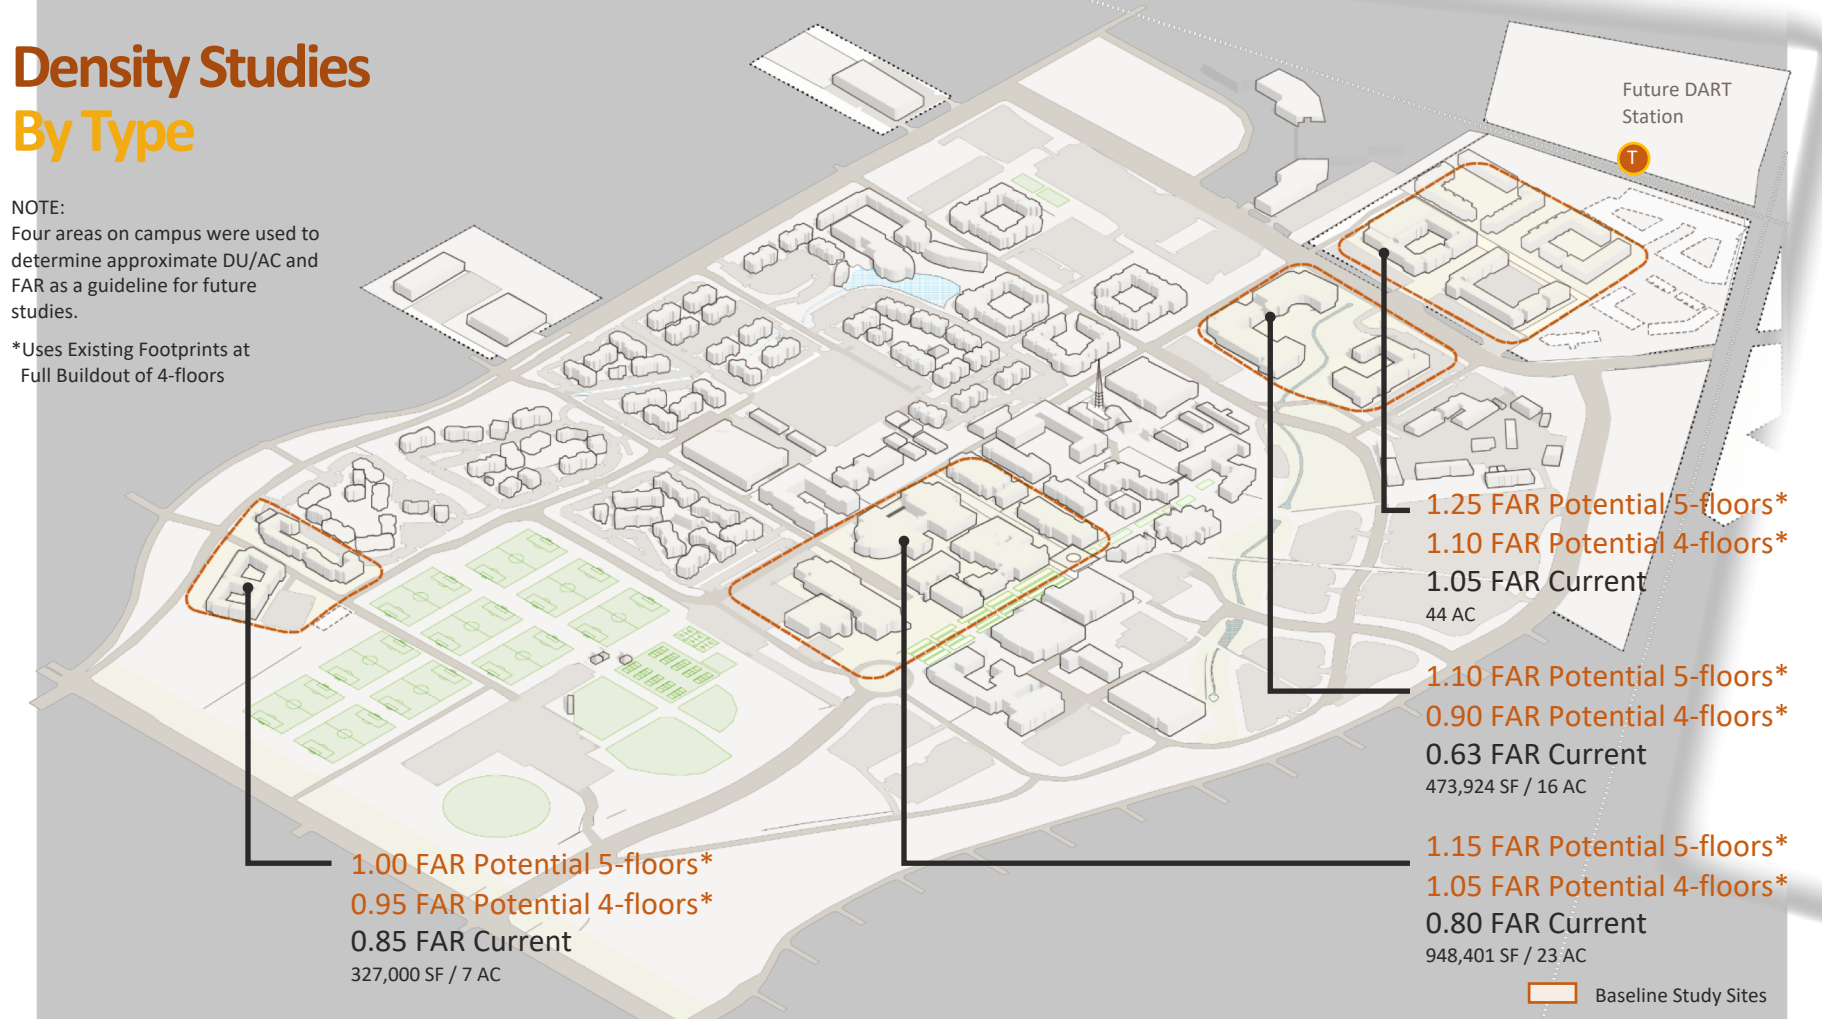 Density Studies
By Type
NOTE:
Four areas on campus were used to
determine approximate DU/AC and
FAR as a guideline for future
studies.
*Uses Existing Footprints at
Full Buildout of 4-floors
Future DART
Station
T
1.25 FAR Potential 5-floors*
1.10 FAR Potential 4-floors*
1.05 FAR Current
44 AC
1.10 FAR Potential 5-floors*
0.90 FAR Potential 4-floors*
0.63 FAR Current
473,924 SF / 16 AC
1.15 FAR Potential 5-floors*
1.05 FAR Potential 4-floors*
0.80 FAR Current
948,401 SF / 23 AC
1.00 FAR Potential 5-floors*
0.95 FAR Potential 4-floors*
0.85 FAR Current
327,000 SF / 7 AC
Baseline Study Sites